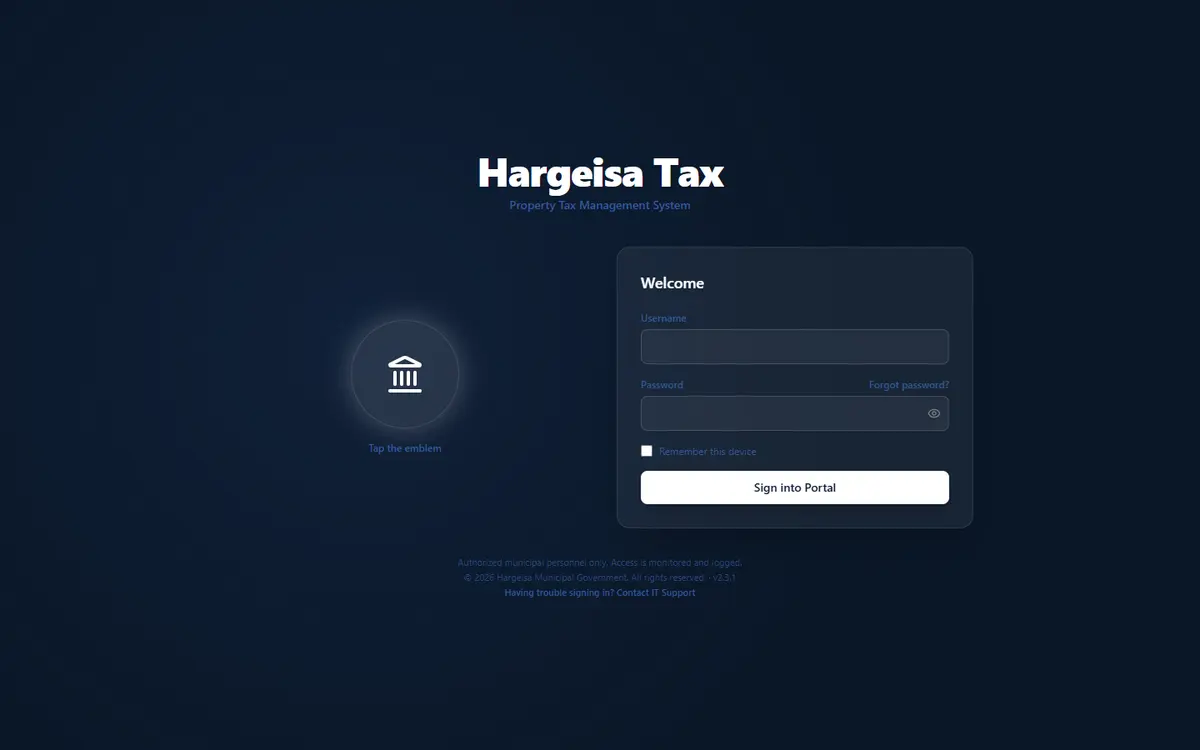 Hargeisa Tax
Property Tax Management System
Tap the emblem
Welcome
Username
Password
Forgot password?
Remember this device
Sign into Portal
Authorized municipal personnel only. Access is monitored and logged.
© 2026 Hargeisa Municipal Government. All rights reserved. · v2.3.1
Having trouble signing in? Contact IT Support